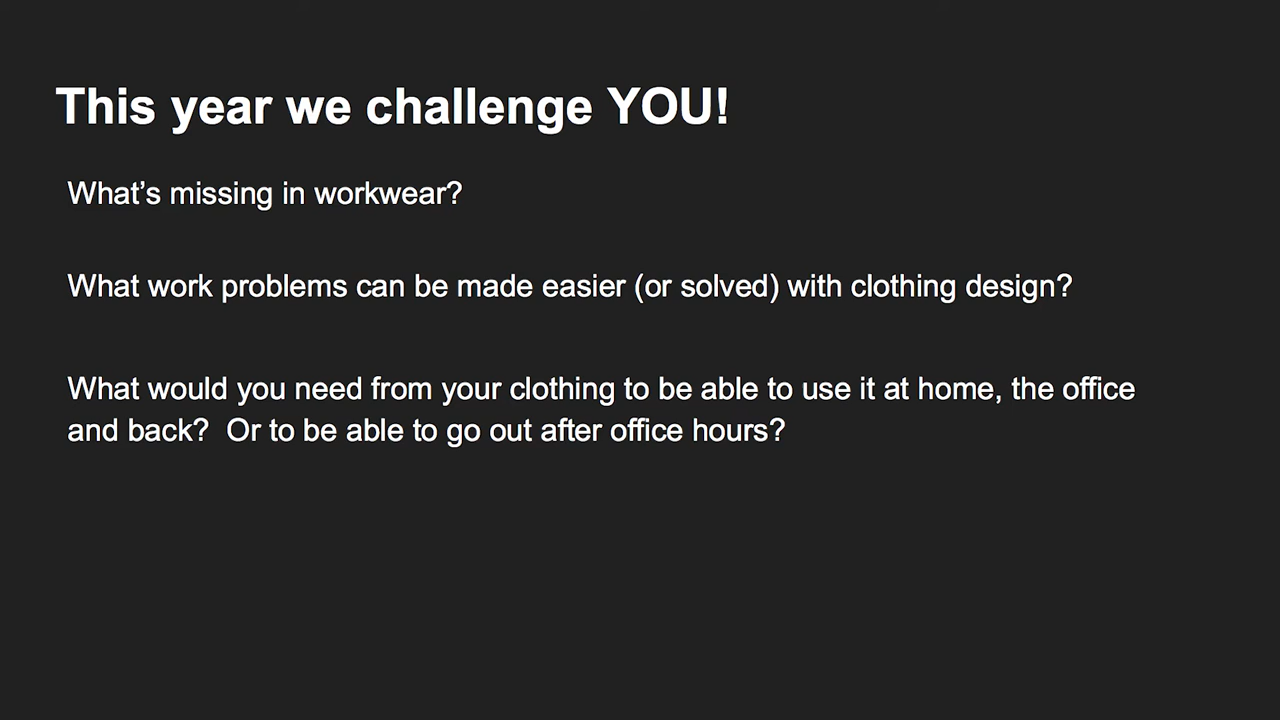 This year we challenge YOU!
What’s missing in workwear?
What work problems can be made easier (or solved) with clothing design?
What would you need from your clothing to be able to use it at home, the office
and back?  Or to be able to go out after office hours?